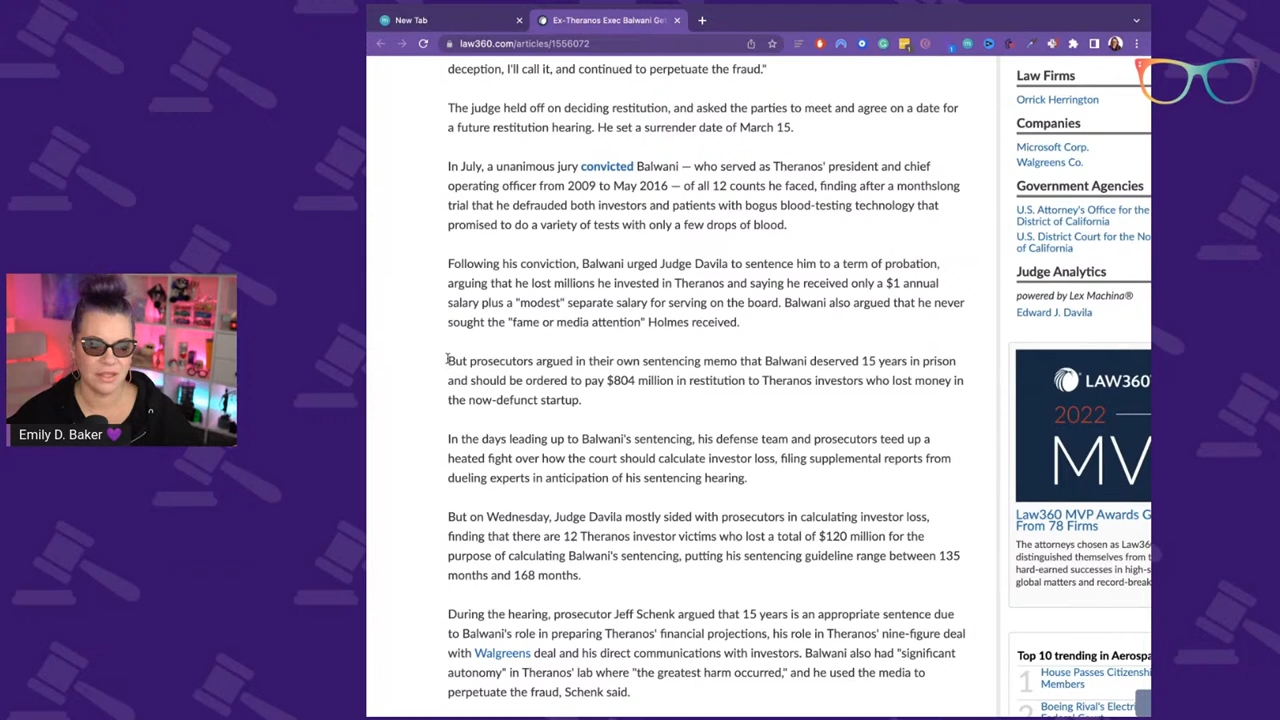 New Tab
Ex-Theranos Exec Balwani Get
law360.com/articles/1556072
deception, I'll call it, and continued to perpetuate the fraud."
The judge held off on deciding restitution, and asked the parties to meet and agree on a date for
a future restitution hearing. He set a surrender date of March 15.
In July, a unanimous jury convicted Balwani — who served as Theranos' president and chief
operating officer from 2009 to May 2016 — of all 12 counts he faced, finding after a monthslong
trial that he defrauded both investors and patients with bogus blood-testing technology that
promised to do a variety of tests with only a few drops of blood.
Following his conviction, Balwani urged Judge Davila to sentence him to a term of probation,
arguing that he lost millions he invested in Theranos and saying he received only a $1 annual
salary plus a "modest" separate salary for serving on the board. Balwani also argued that he never
sought the "fame or media attention" Holmes received.
But prosecutors argued in their own sentencing memo that Balwani deserved 15 years in prison
and should be ordered to pay $804 million in restitution to Theranos investors who lost money in
the now-defunct startup.
In the days leading up to Balwani's sentencing, his defense team and prosecutors teed up a
heated fight over how the court should calculate investor loss, filing supplemental reports from
dueling experts in anticipation of his sentencing hearing.
But on Wednesday, Judge Davila mostly sided with prosecutors in calculating investor loss,
finding that there are 12 Theranos investor victims who lost a total of $120 million for the
purpose of calculating Balwani's sentencing, putting his sentencing guideline range between 135
months and 168 months.
During the hearing, prosecutor Jeff Schenk argued that 15 years is an appropriate sentence due
to Balwani's role in preparing Theranos' financial projections, his role in Theranos' nine-figure deal
with Walgreens deal and his direct communications with investors. Balwani also had "significant
autonomy" in Theranos' lab where "the greatest harm occurred," and he used the media to
perpetuate the fraud, Schenk said.
Law Firms
Orrick Herrington
Companies
Microsoft Corp.
Walgreens Co.
Government Agencies
U.S. Attorney's Office for the
District of California
U.S. District Court for the No
of California
Judge Analytics
powered by Lex Machina®
Edward J. Davila
LAW360
2022
MV
Law360 MVP Awards G
From 78 Firms
The attorneys chosen as Law36
distinguished themselves from t
hard-earned successes in high-s
global matters and record-break
Top 10 trending in Aerosp
1 House Passes Citizenship
Members
2 Boeing Rival's Electri
Emily D. Baker 💜